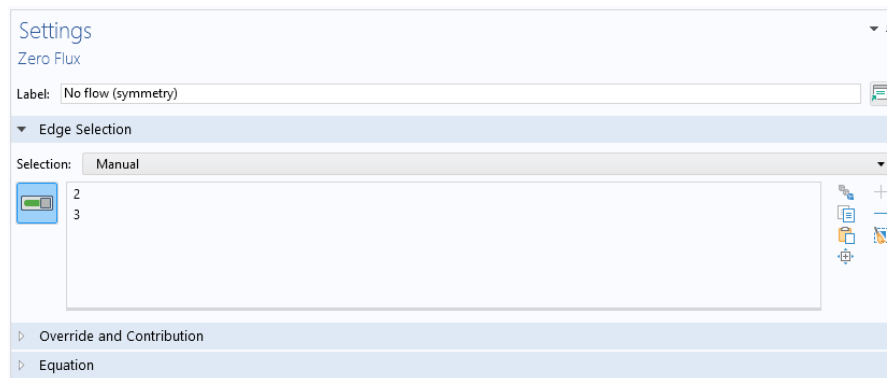 Settings
Zero Flux
Label: No flow (symmetry)
Edge Selection
Selection: Manual
2
3
Override and Contribution
Equation